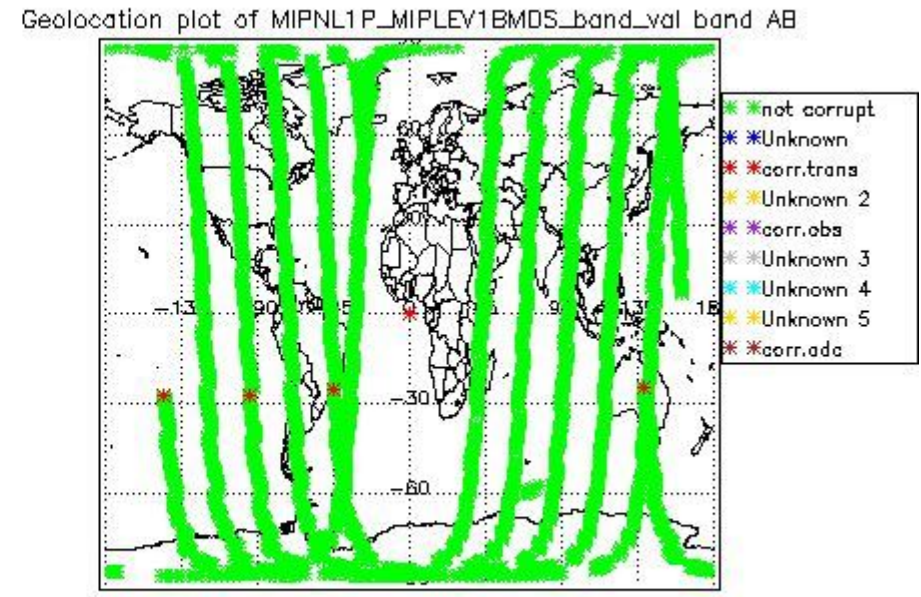 Geolocation plot of MIPNL1P_MIPLEV1BMDS_band_val band AB
not corrupt
Unknown
corr.trans
Unknown 2
corr.obs
Unknown 3
Unknown 4
Unknown 5
corr.adc
60
-30
-60